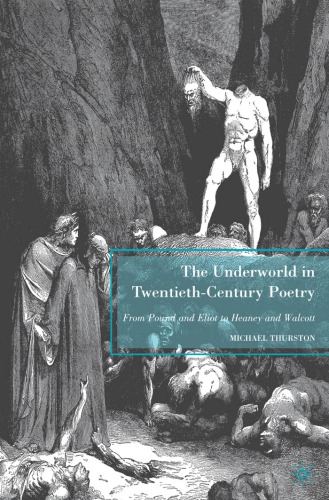 The Underworld in
Twentieth-Century Poetry
From Pound and Eliot to Heaney and Walcott
MICHAEL THURSTON